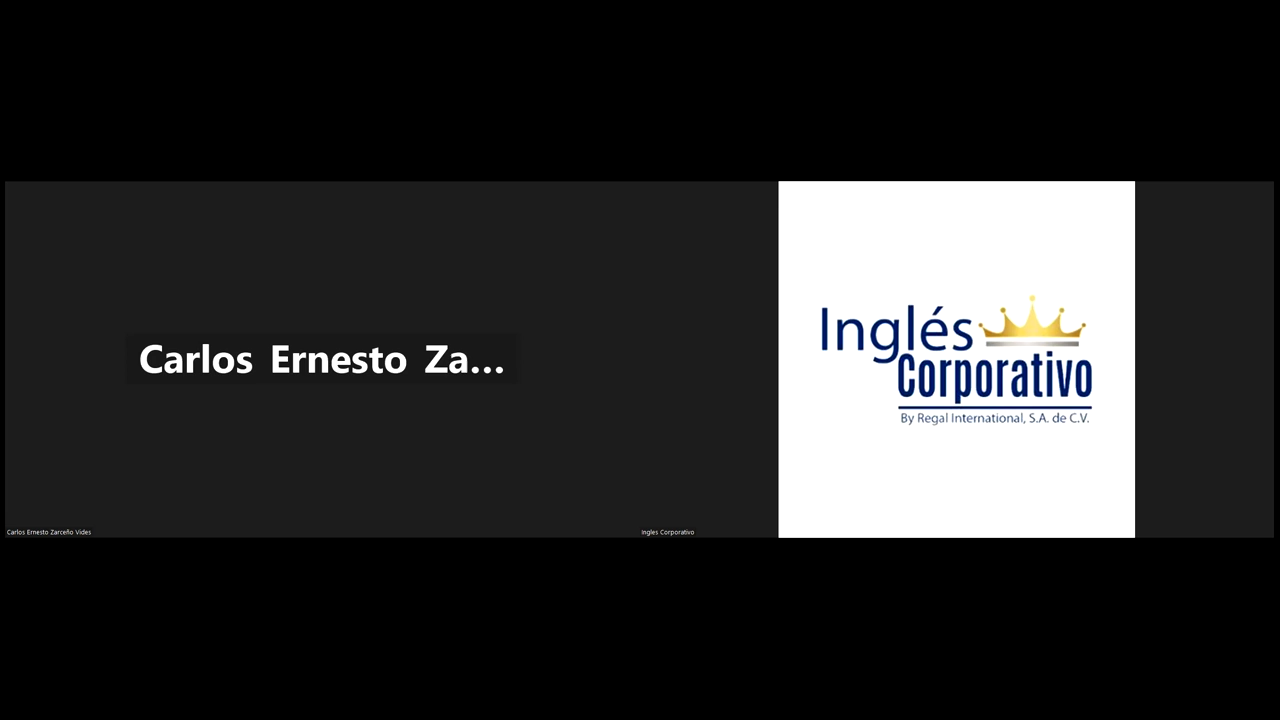 Carlos Ernesto Za...
Carlos Ernesto Zarceño Vides
Inglés
Corporativo
By Regal International, S.A. de C.V.
Ingles Corporativo